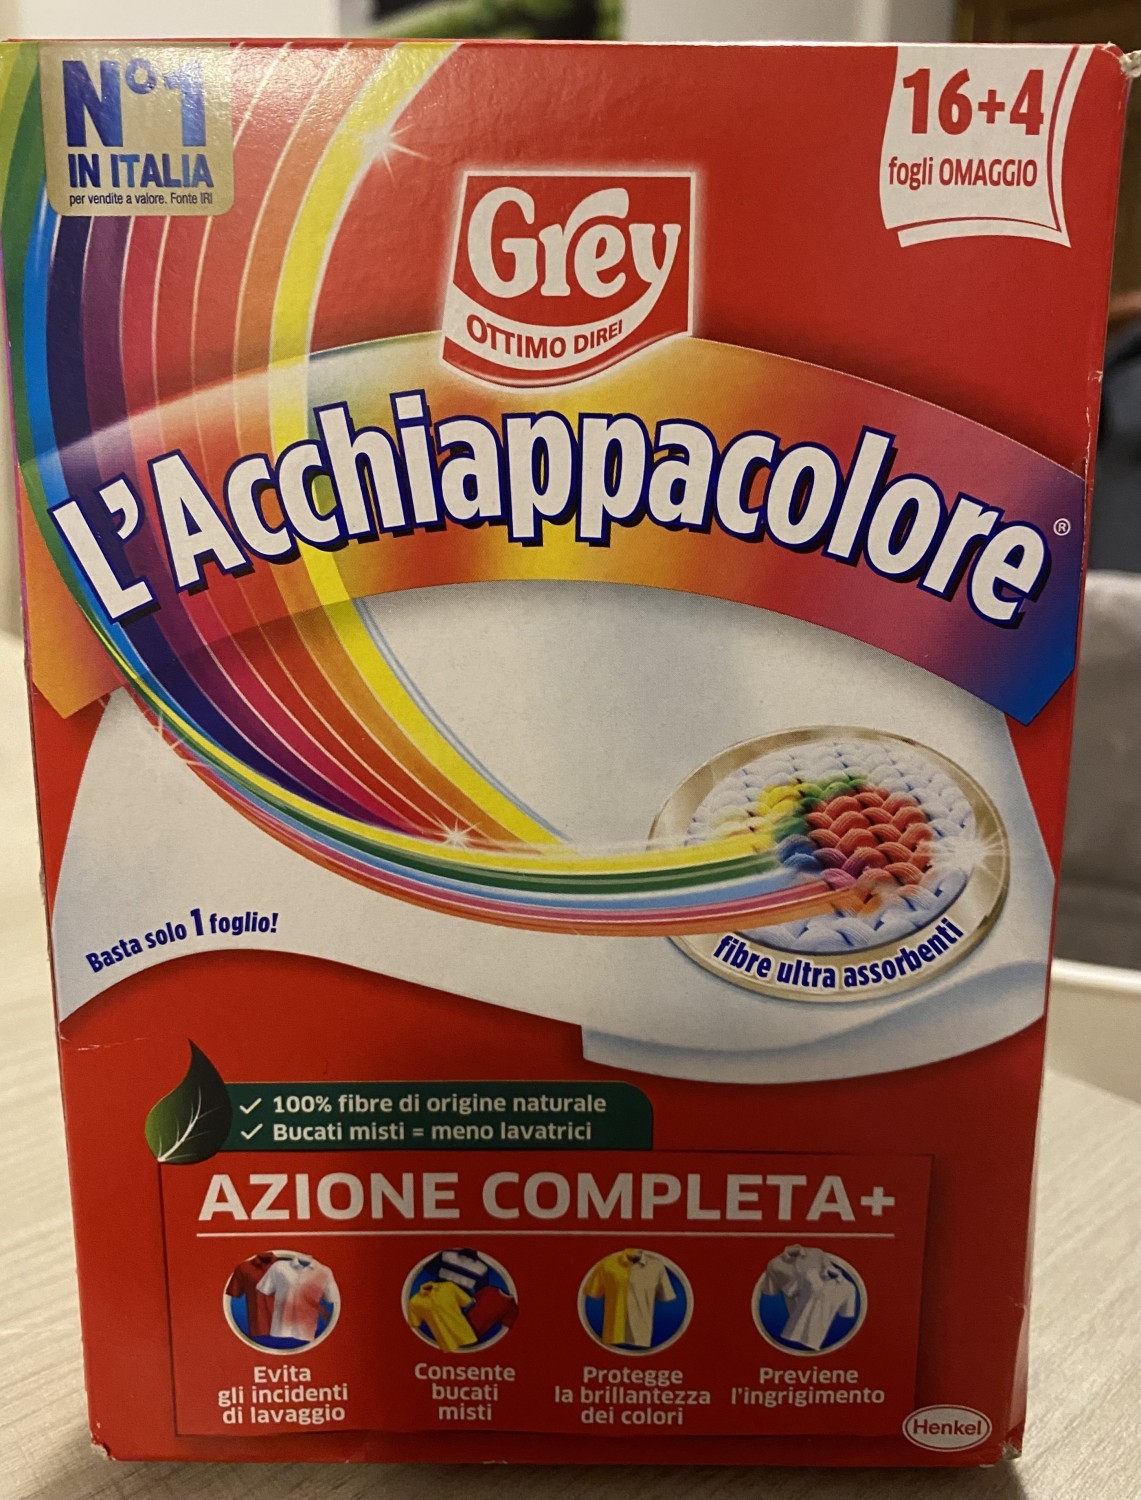 N°1
IN ITALIA
per vendite a valore. Fonte IRI
16+4
fogli OMAGGIO
Grey
OTTIMO DIREI
L'Acchiappacolore®
Basta solo 1 foglio!
fibre ultra assorbenti
100% fibre di origine naturale
Bucati misti = meno lavatrici
AZIONE COMPLETA+
Evita
gli incidenti
di lavaggio
Consente
bucati
misti
Protegge
la brillantezza
dei colori
Previene
l'ingrigimento
Henkel